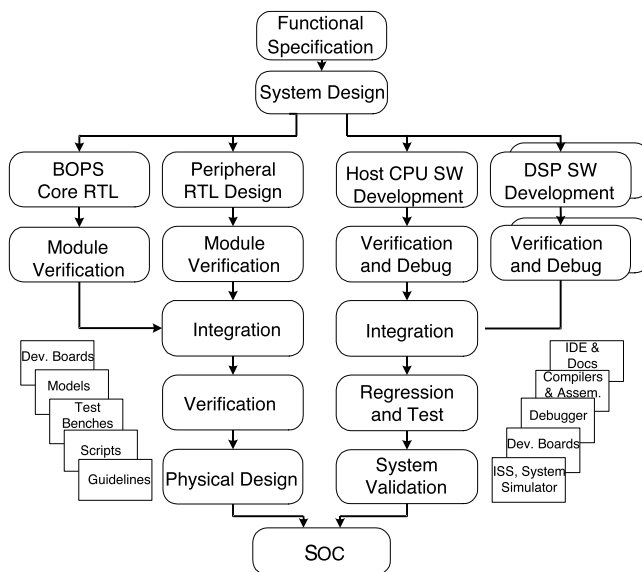 Functional
Specification
System Design
BOPS
Core RTL
Peripheral
RTL Design
Host CPU SW
Development
DSP SW
Development
Module
Verification
Module
Verification
Verification
and Debug
Verification
and Debug
Integration
Integration
Dev. Boards
Models
Test
Benches
Scripts
Guidelines
Verification
Regression
and Test
IDE &
Docs
Compilers
& Assem.
Debugger
Dev. Boards
ISS, System
Simulator
Physical Design
System
Validation
SOC